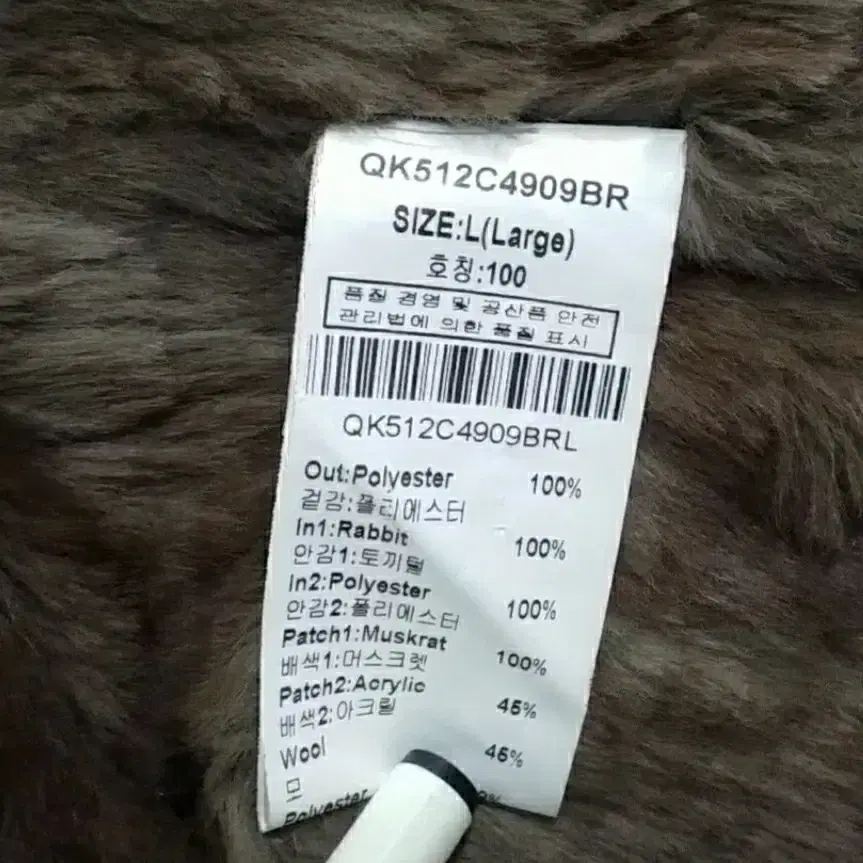 QK512C4909BR
SIZE:L(Large)
호칭:100
품질 경영 및 공산품 안전
관리법에 의한 품질 표시
QK512C4909BRL
Out:Polyester 100%
겉감:폴리에스터
In1:Rabbit 100%
안감1:토끼털
In2:Polyester 100%
안감2:폴리에스터
Patch1:Muskrat 100%
배색1:머스크렛
Patch2:Acrylic 45%
배색2:아크릴
Wool 45%
모
Polyester